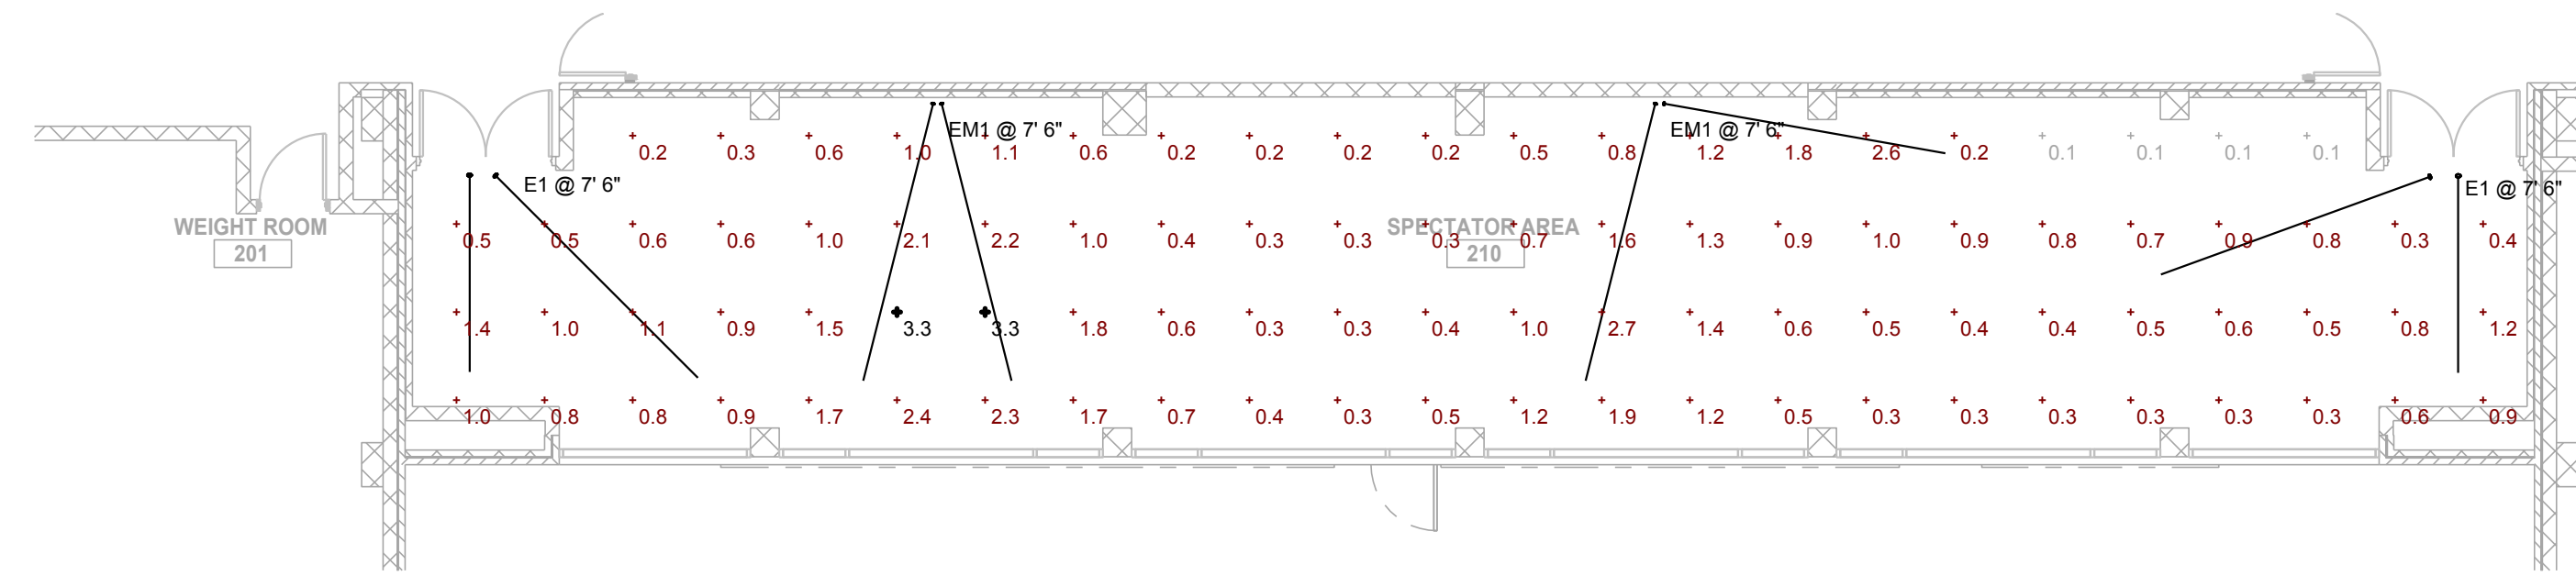 EM1 @ 7' 6"
EM1 @ 7' 6"
0.2 0.3 0.6 1.0 1.1 0.6 0.2 0.2 0.2 0.2 0.5 0.8 1.2 1.8 2.6 0.2 0.1 0.1 0.1 0.1
E1 @ 7' 6"
E1 @ 7' 6"
WEIGHT ROOM
201
SPECTATOR AREA
210
0.5 0.5 0.6 0.6 1.0 2.1 2.2 1.0 0.4 0.3 0.3 0.3 0.7 1.6 1.3 0.9 1.0 0.9 0.8 0.7 0.9 0.8 0.3 0.4
1.4 1.0 1.1 0.9 1.5 3.3 3.3 1.8 0.6 0.3 0.3 0.4 1.0 2.7 1.4 0.6 0.5 0.4 0.4 0.5 0.6 0.5 0.8 1.2
1.0 0.8 0.8 0.9 1.7 2.4 2.3 1.7 0.7 0.4 0.3 0.5 1.2 1.9 1.2 0.5 0.3 0.3 0.3 0.3 0.3 0.3 0.6 0.9